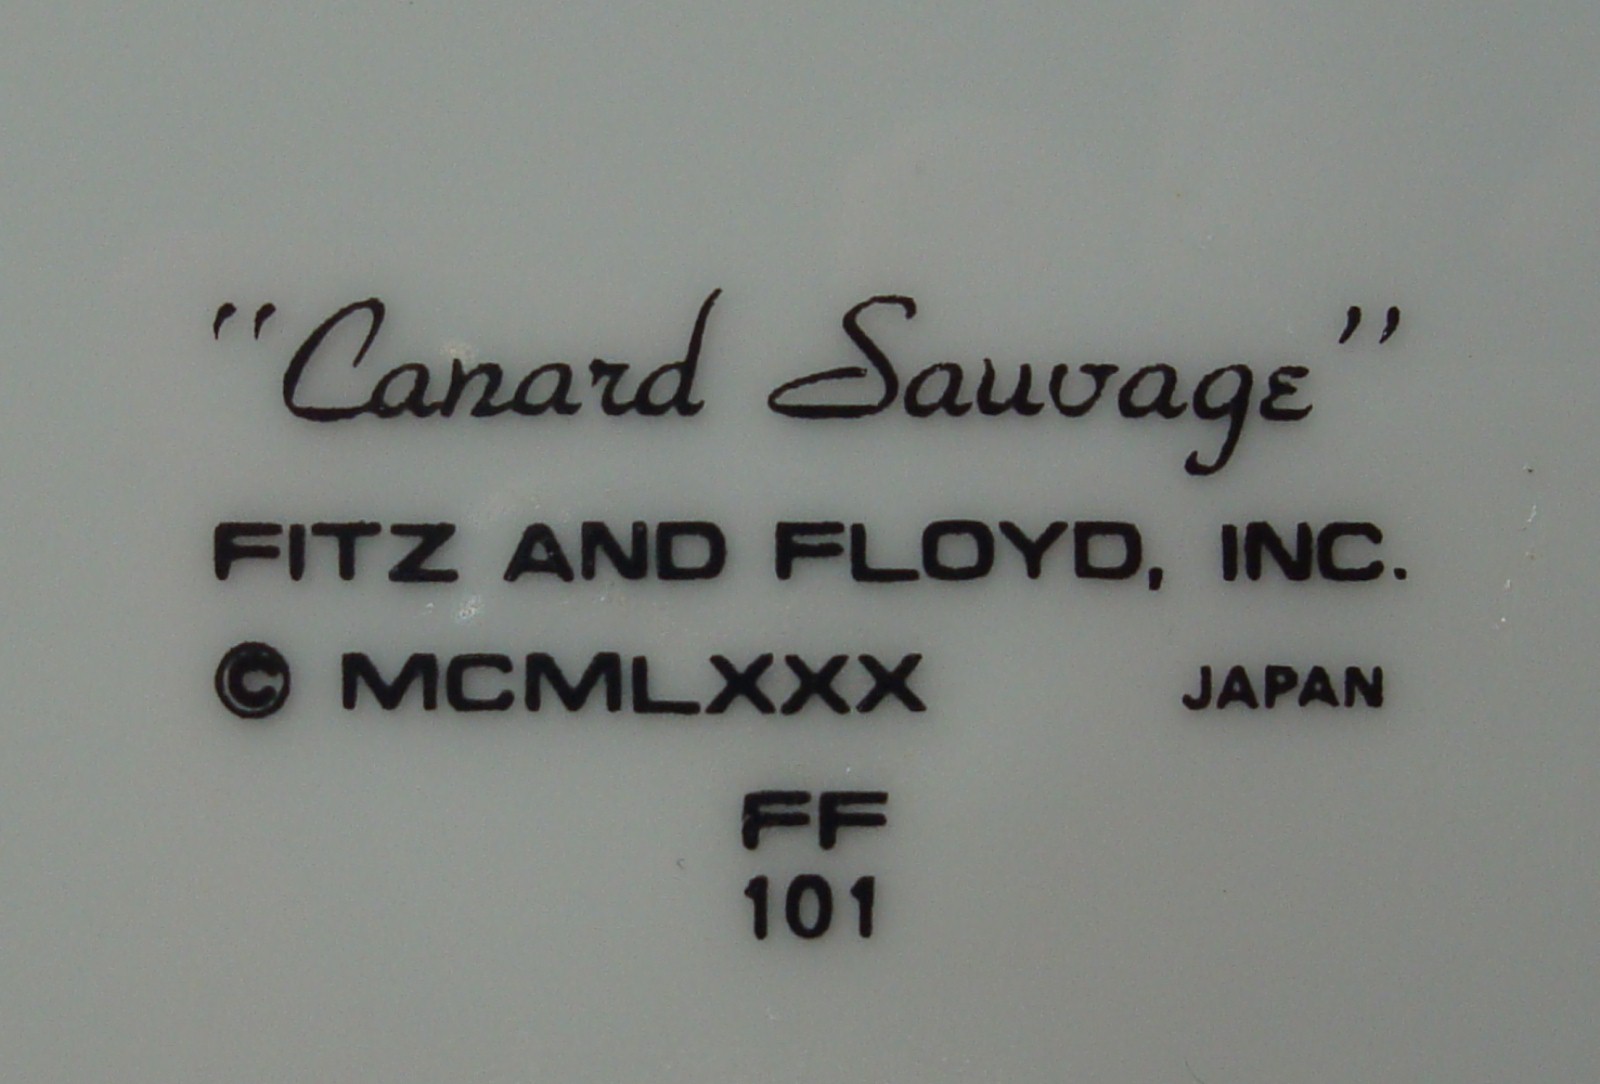 "Canard Sauvage"
FITZ AND FLOYD, INC.
© MCMLXXX JAPAN
FF
101